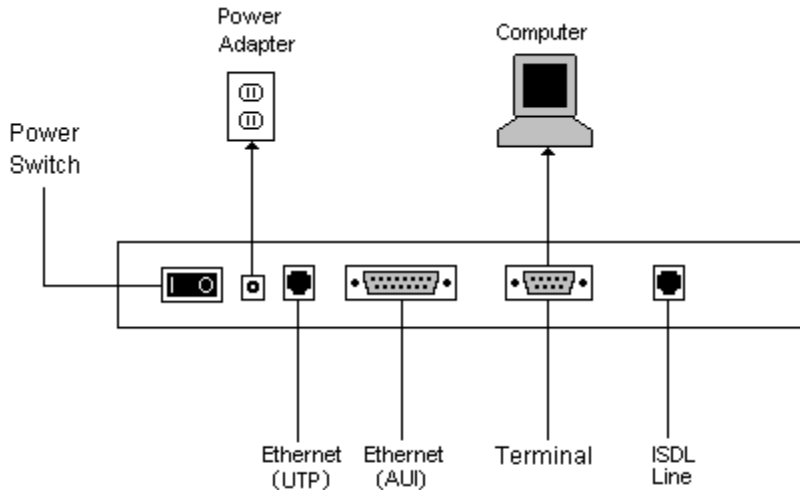 Power
Adapter
Computer
Power
Switch
Ethernet
(UTP)
Ethernet
(AUI)
Terminal
ISDL
Line